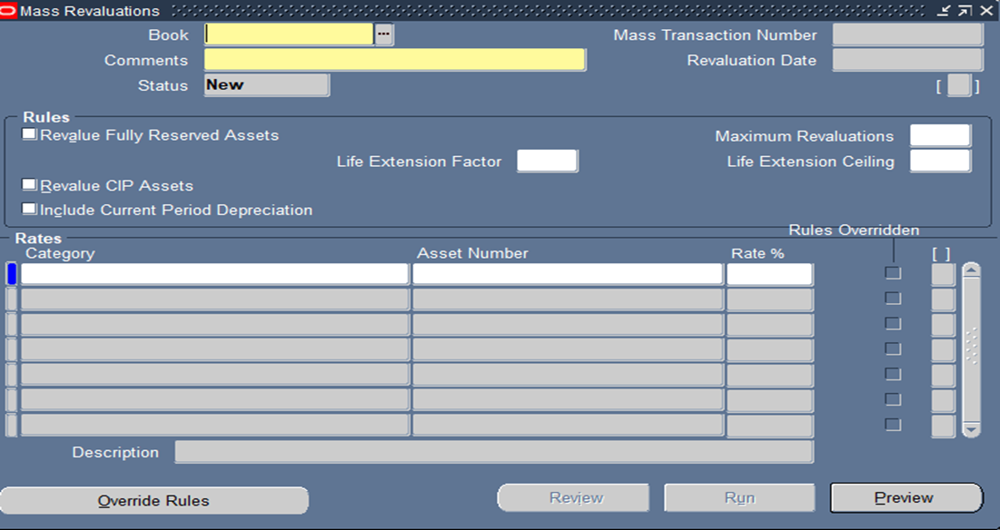 Mass Revaluations
Book ... Mass Transaction Number
Comments Revaluation Date
Status New [ ]
Rules
Revalue Fully Reserved Assets Maximum Revaluations
Life Extension Factor Life Extension Ceiling
Revalue CIP Assets
Include Current Period Depreciation
Rules Overridden
Rates
Category Asset Number Rate % [ ]
Description
Override Rules Review Run Preview